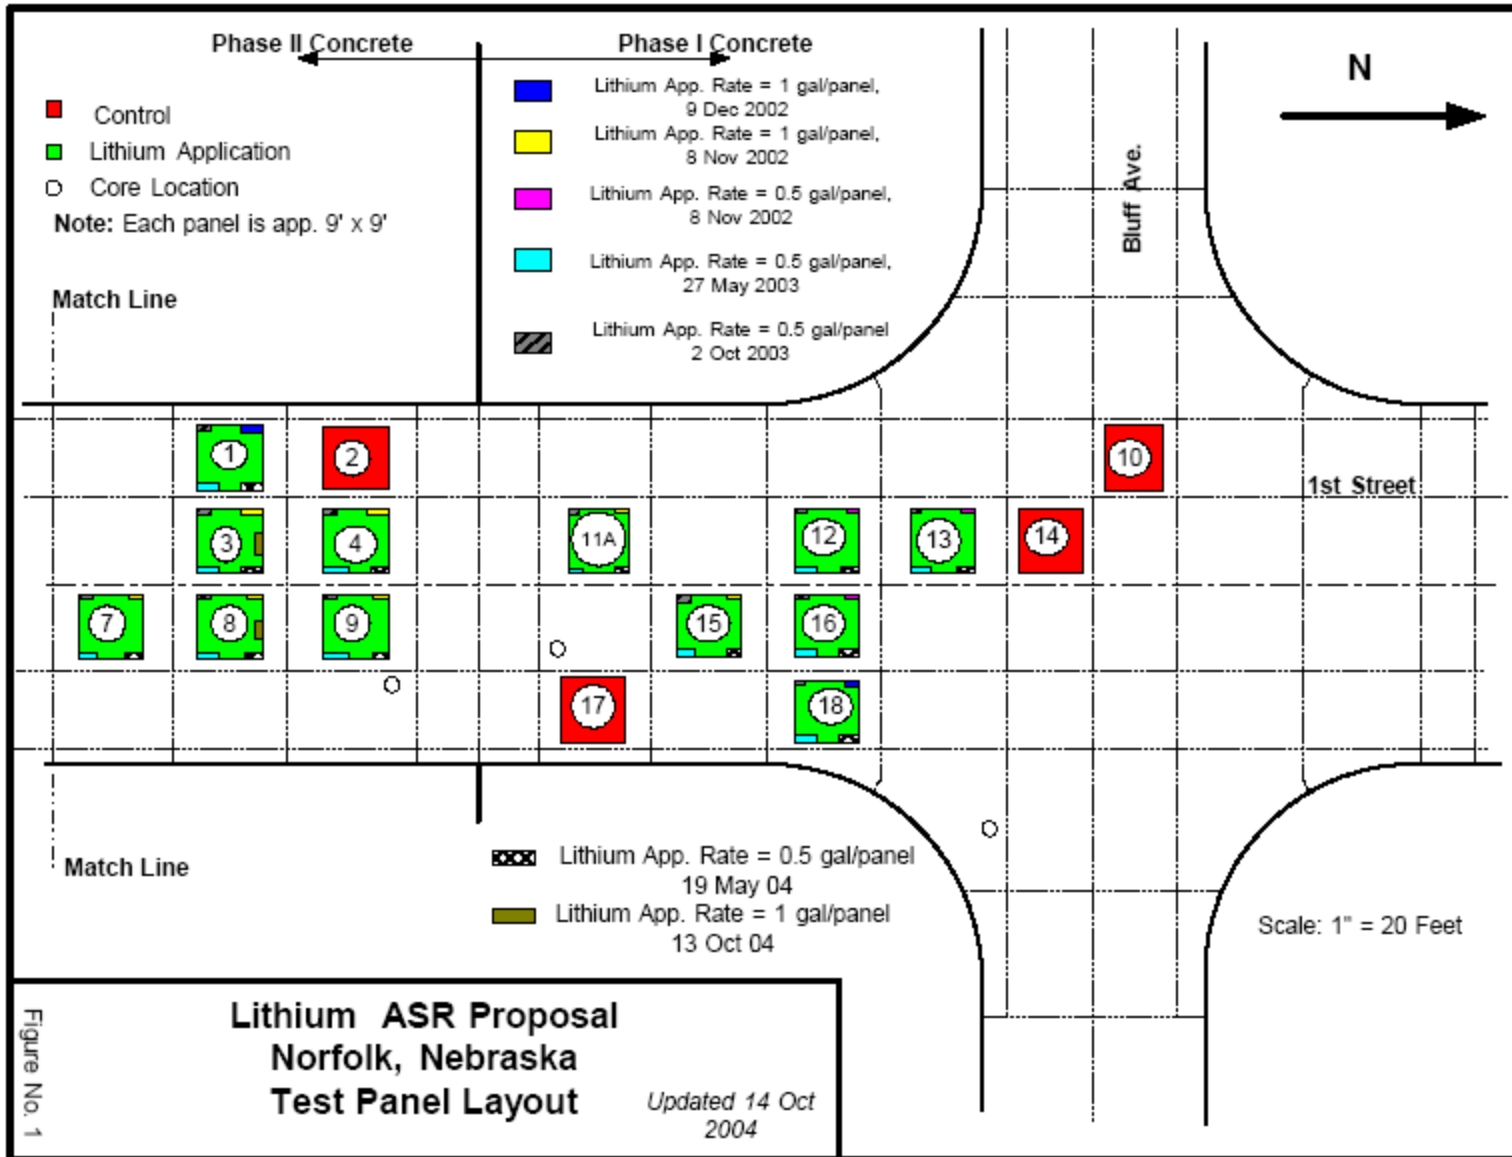 Phase II Concrete
Phase I Concrete
N
Control
Lithium Application
Core Location
Note: Each panel is app. 9' x 9'
Lithium App. Rate = 1 gal/panel,
9 Dec 2002
Lithium App. Rate = 1 gal/panel,
8 Nov 2002
Lithium App. Rate = 0.5 gal/panel,
8 Nov 2002
Lithium App. Rate = 0.5 gal/panel,
27 May 2003
Lithium App. Rate = 0.5 gal/panel
2 Oct 2003
Bluff Ave.
Match Line
1 2 10
1st Street
3 4 11A 12 13 14
7 8 9 15 16
17 18
Match Line
Lithium App. Rate = 0.5 gal/panel
19 May 04
Lithium App. Rate = 1 gal/panel
13 Oct 04
Scale: 1" = 20 Feet
Figure No. 1
Lithium ASR Proposal
Norfolk, Nebraska
Test Panel Layout
Updated 14 Oct
2004